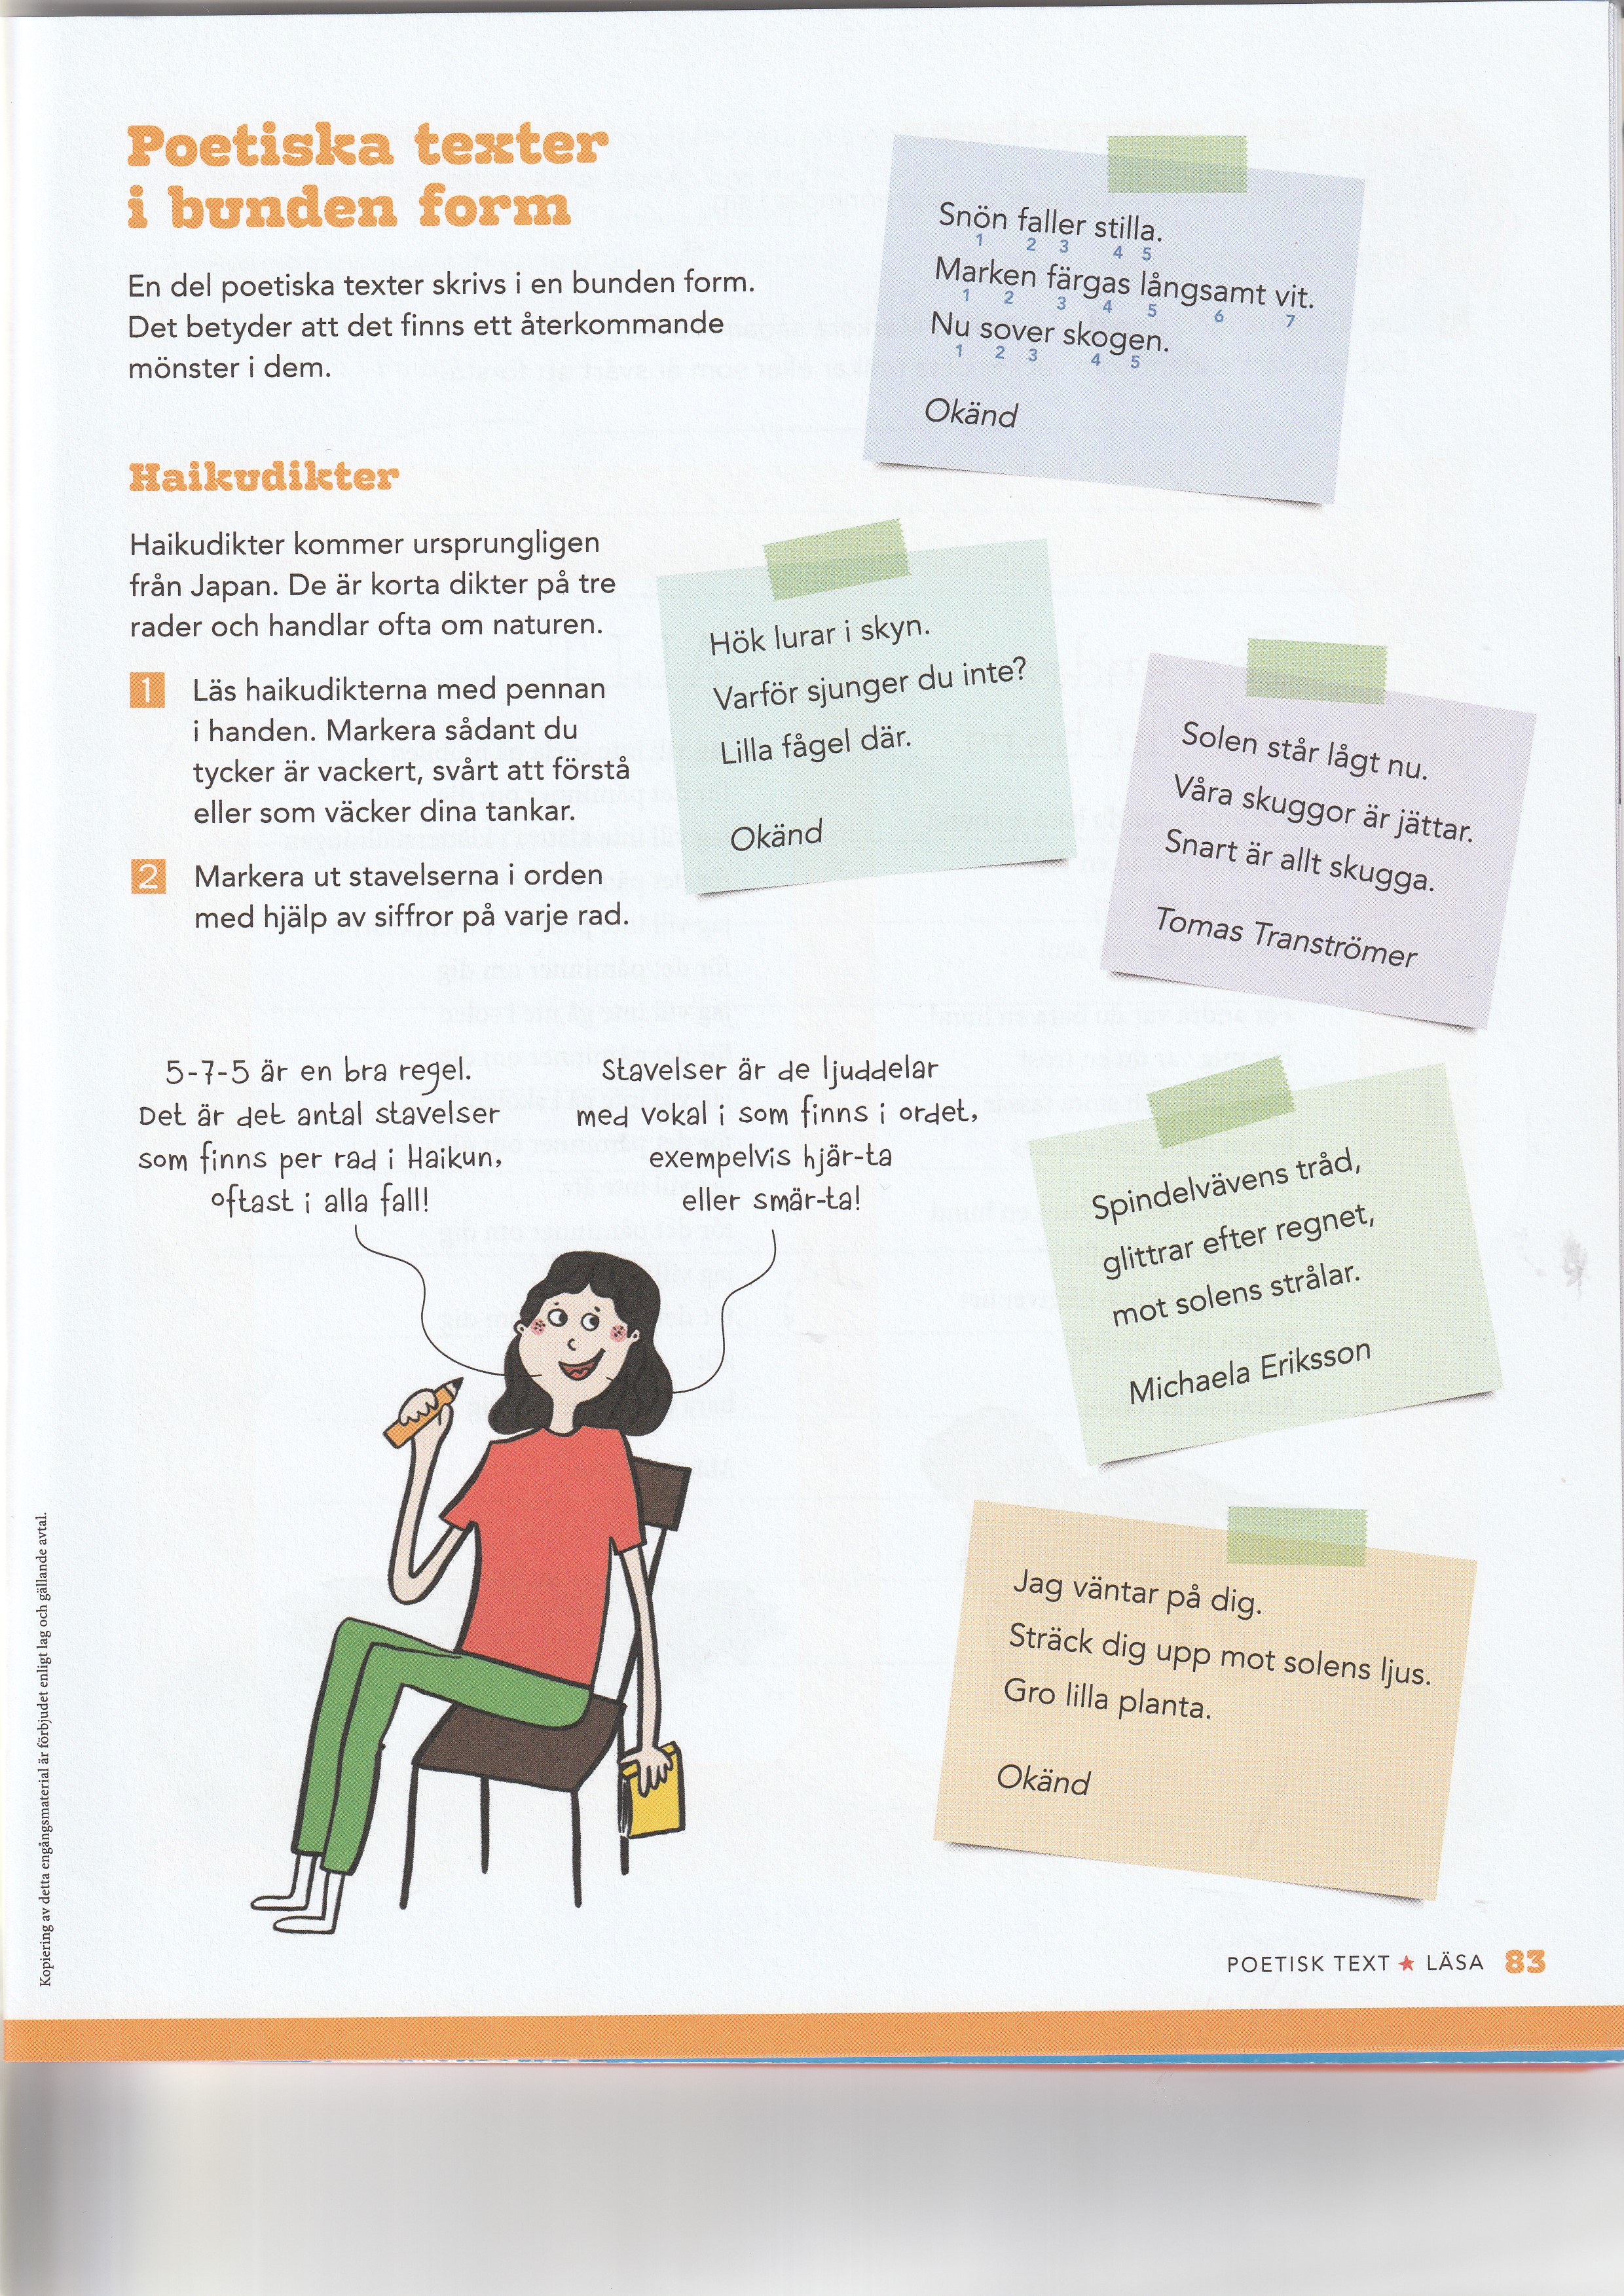 Poetiska texter
i bunden form
En del poetiska texter skrivs i en bunden form.
Det betyder att det finns ett återkommande
mönster i dem.
Haikudikter
Haikudikter kommer ursprungligen
från Japan. De är korta dikter på tre
rader och handlar ofta om naturen.
1 Läs haikudikterna med pennan
i handen. Markera sådant du
tycker är vackert, svårt att förstå
eller som väcker dina tankar.
2 Markera ut stavelserna i orden
med hjälp av siffror på varje rad.
Snön faller stilla.
1 2 3 4 5
Marken färgas långsamt vit.
1 2 3 4 5 6 7
Nu sover skogen.
1 2 3 4 5
Okänd
Hök lurar i skyn.
Varför sjunger du inte?
Lilla fågel där.
Okänd
Solen står lågt nu.
Våra skuggor är jättar.
Snart är allt skugga.
Tomas Tranströmer
5-7-5 är en bra regel.
Det är det antal stavelser
som finns per rad i Haikun,
oftast i alla fall!
Stavelser är de ljuddelar
med vokal i som finns i ordet,
exempelvis hjär-ta
eller smär-ta!
Spindelvävens tråd,
glittrar efter regnet,
mot solens strålar.
Michaela Eriksson
Jag väntar på dig.
Sträck dig upp mot solens ljus.
Gro lilla planta.
Okänd
Kopiering av detta engångsmaterial är förbjudet enligt lag och gällande avtal.
POETISK TEXT ★ LÄSA 83